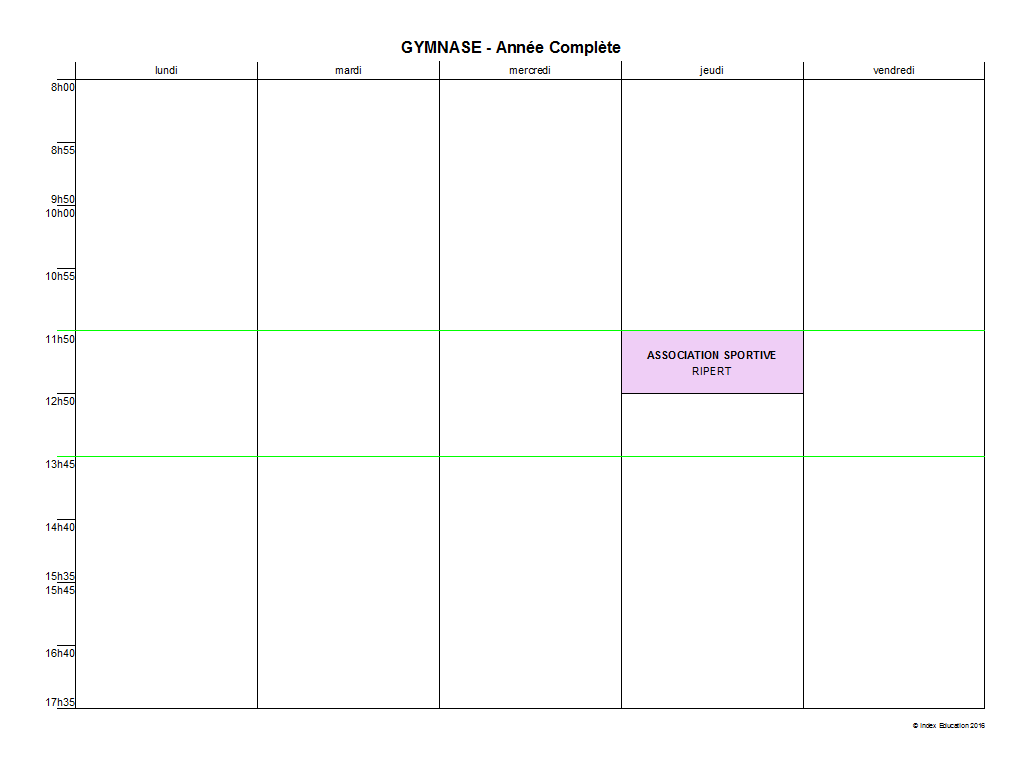 GYMNASE - Année Complète
lundi mardi mercredi jeudi vendredi
8h00
8h55
9h50
10h00
10h55
11h50
ASSOCIATION SPORTIVE
RIPERT
12h50
13h45
14h40
15h35
15h45
16h40
17h35
© Index Education 2016